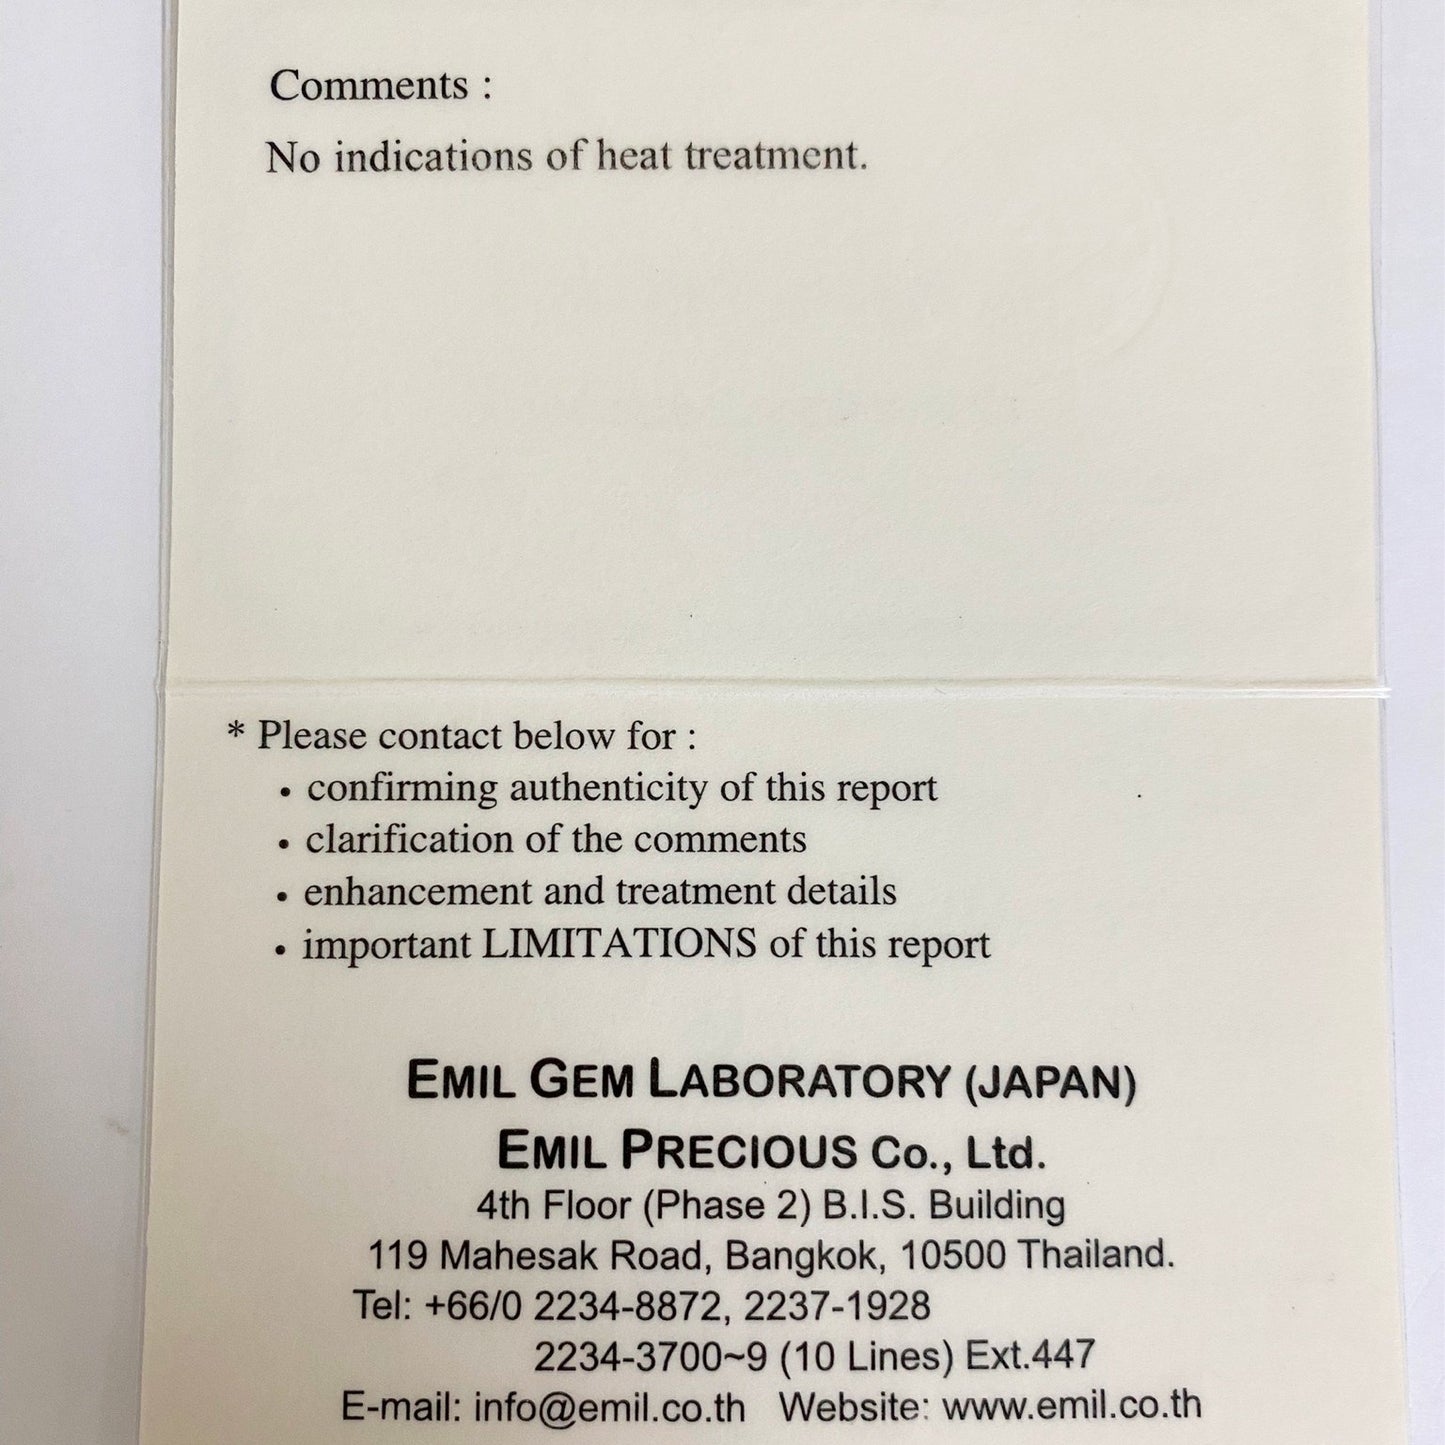 Comments :
No indications of heat treatment.
* Please contact below for :
• confirming authenticity of this report
• clarification of the comments
• enhancement and treatment details
• important LIMITATIONS of this report
EMIL GEM LABORATORY (JAPAN)
EMIL PRECIOUS Co., Ltd.
4th Floor (Phase 2) B.I.S. Building
119 Mahesak Road, Bangkok, 10500 Thailand.
Tel: +66/0 2234-8872, 2237-1928
2234-3700~9 (10 Lines) Ext.447
E-mail: info@emil.co.th Website: www.emil.co.th